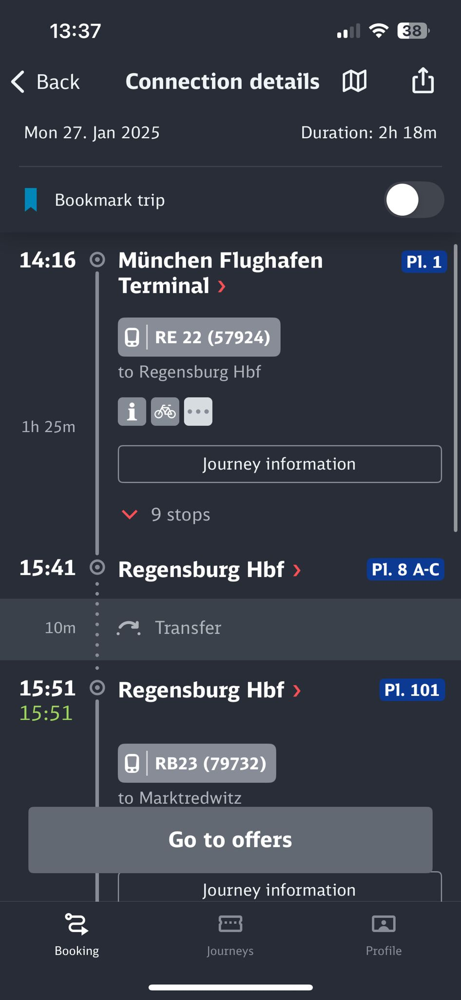 13:37
38
Back
Connection details
Mon 27. Jan 2025
Duration: 2h 18m
Bookmark trip
14:16
München Flughafen
Terminal
Pl. 1
RE 22 (57924)
to Regensburg Hbf
1h 25m
Journey information
9 stops
15:41
Regensburg Hbf
Pl. 8 A-C
10m
Transfer
15:51
Regensburg Hbf
Pl. 101
15:51
RB23 (79732)
to Marktredwitz
Go to offers
Journey information
Booking
Journeys
Profile